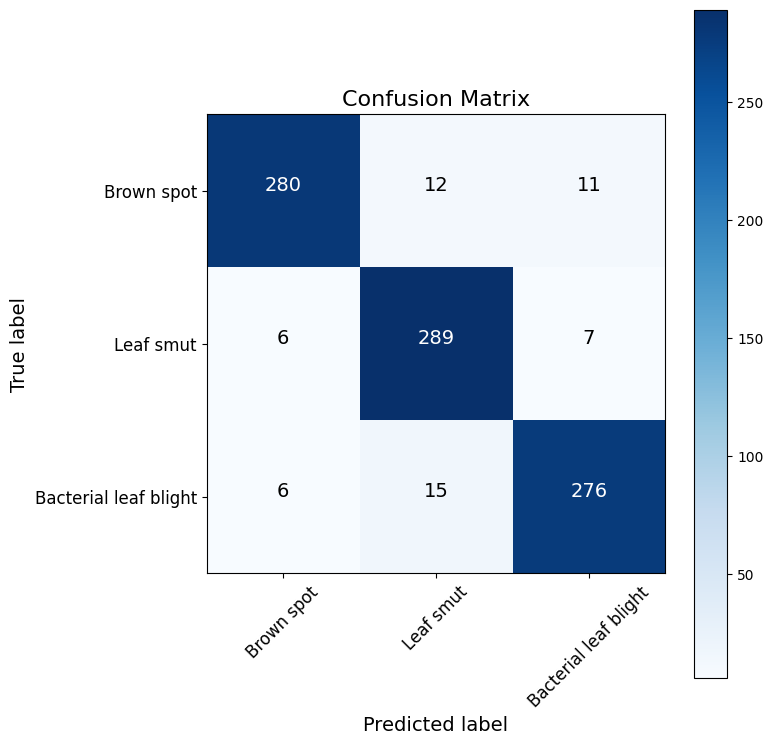 Confusion Matrix
True label
Brown spot
280
12
11
Leaf smut
6
289
7
Bacterial leaf blight
6
15
276
Brown spot
Leaf smut
Bacterial leaf blight
Predicted label
250
200
150
100
50